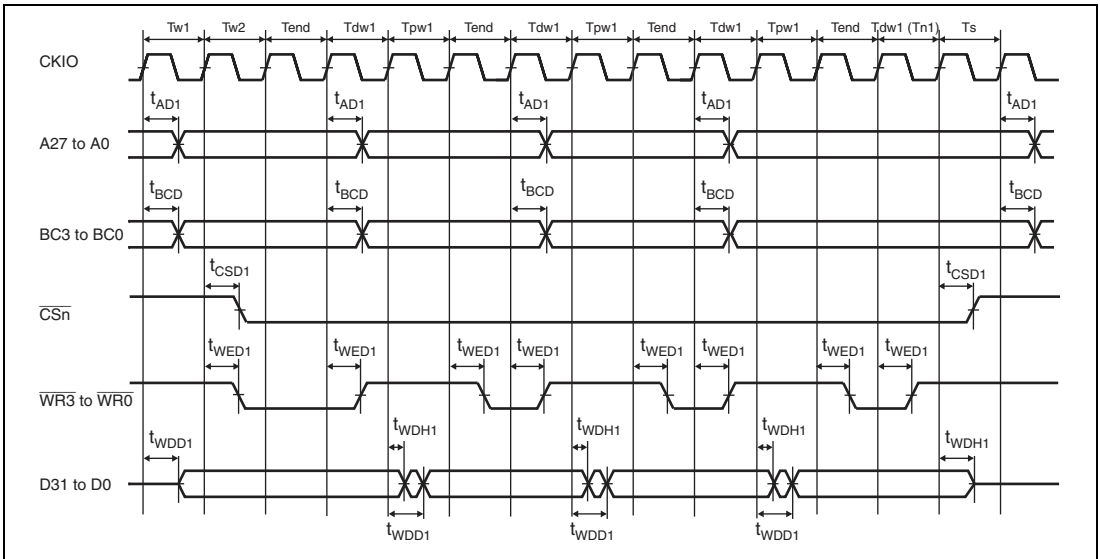 Tw1 Tw2 Tend Tdw1 Tpw1 Tend Tdw1 Tpw1 Tend Tdw1 Tpw1 Tend Tdw1 (Tn1) Ts
CKIO
tAD1 tAD1 tAD1 tAD1 tAD1
A27 to A0
tBCD tBCD tBCD tBCD tBCD
BC3 to BC0
tCSD1 tCSD1
CSn
tWED1 tWED1 tWED1 tWED1 tWED1 tWED1 tWED1 tWED1
WR3 to WR0
tWDD1 tWDH1 tWDH1 tWDH1 tWDH1
D31 to D0
tWDD1 tWDD1 tWDD1